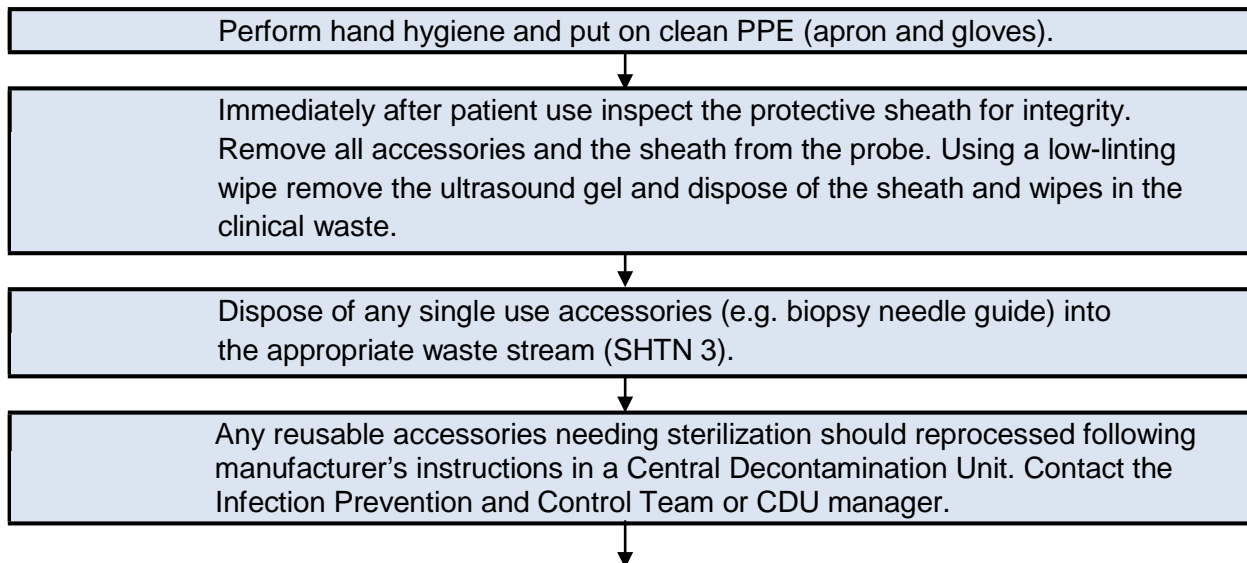 Perform hand hygiene and put on clean PPE (apron and gloves).
Immediately after patient use inspect the protective sheath for integrity.
Remove all accessories and the sheath from the probe. Using a low-linting
wipe remove the ultrasound gel and dispose of the sheath and wipes in the
clinical waste.
Dispose of any single use accessories (e.g. biopsy needle guide) into
the appropriate waste stream (SHTN 3).
Any reusable accessories needing sterilization should reprocessed following
manufacturer’s instructions in a Central Decontamination Unit. Contact the
Infection Prevention and Control Team or CDU manager.